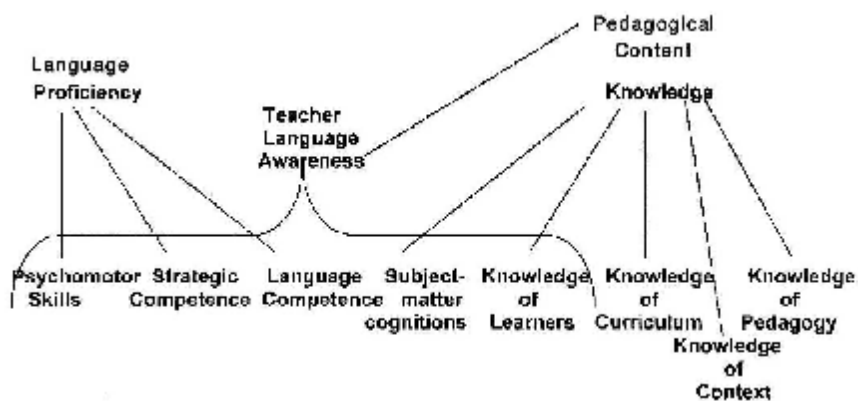 Pedagogical
Content
Knowledge
Language
Proficiency
Teacher
Language
Awareness
Psychomotor
Skills
Strategic
Competence
Language
Competence
Subject-
matter
cognitions
Knowledge
of
Learners
Knowledge
of
Curriculum
Knowledge
of
Pedagogy
Knowledge
of
Context